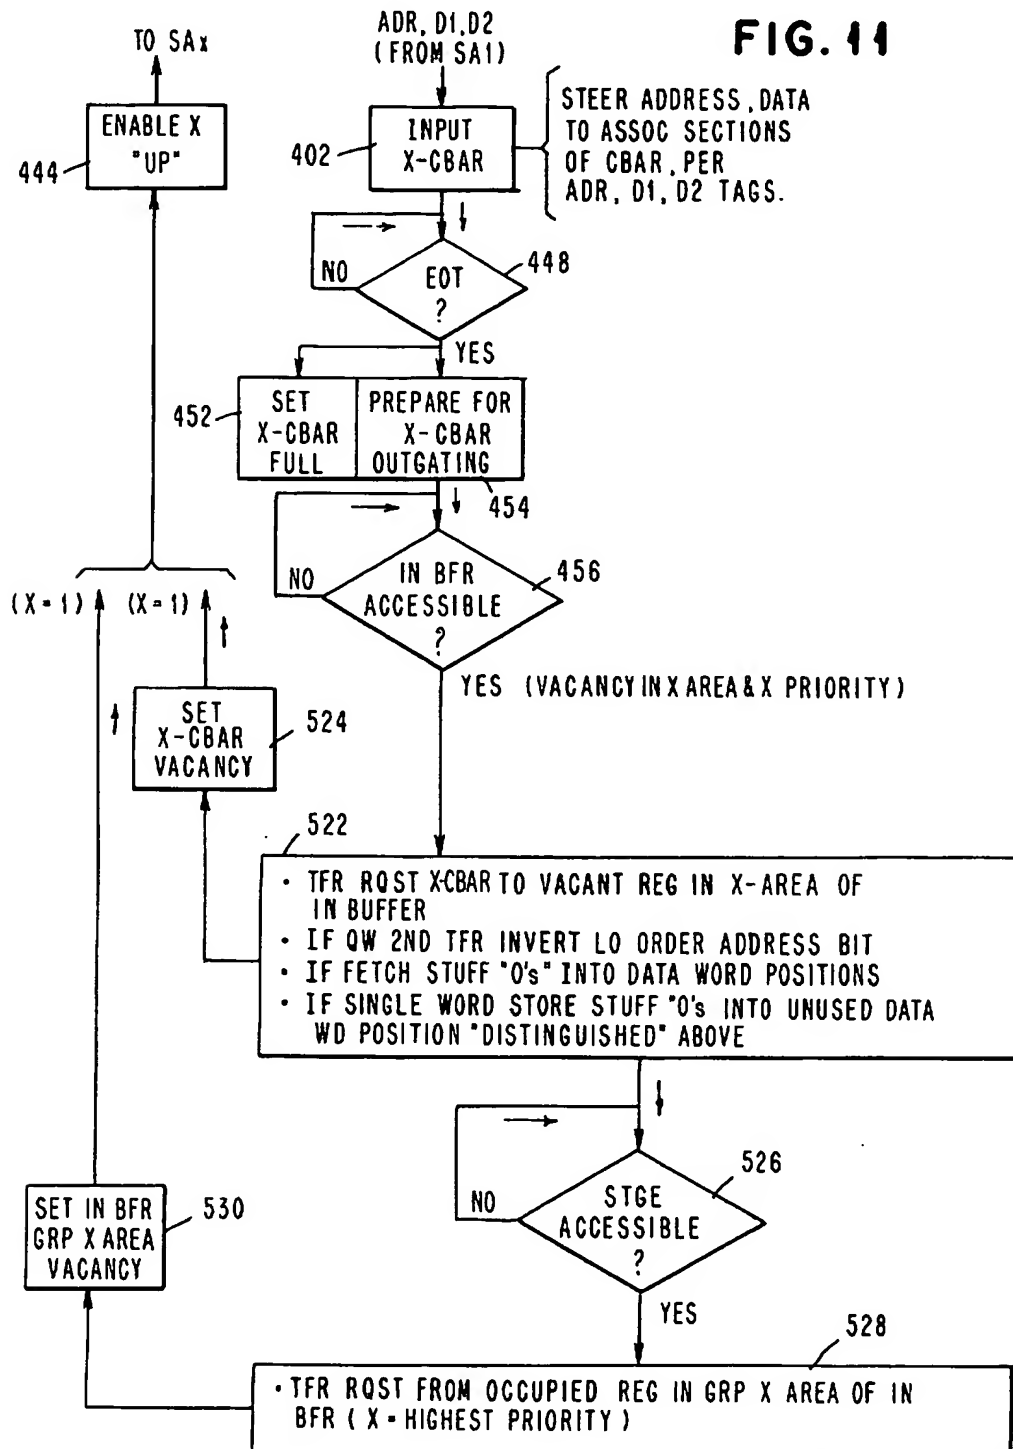 FIG. 11
TO SAx
ADR, D1, D2
(FROM SA1)
ENABLE X
"UP"
444
INPUT
X-CBAR
402
STEER ADDRESS, DATA
TO ASSOC SECTIONS
OF CBAR, PER
ADR, D1, D2 TAGS.
NO
EOT
?
448
YES
452
SET
X-CBAR
FULL
PREPARE FOR
X-CBAR
OUTGATING
454
NO
IN BFR
ACCESSIBLE
?
456
(X=1)
(X=1)
YES (VACANCY IN X AREA & X PRIORITY)
SET
X-CBAR
VACANCY
524
522
· TFR RQST X-CBAR TO VACANT REG IN X-AREA OF
IN BUFFER
· IF QW 2ND TFR INVERT LO ORDER ADDRESS BIT
· IF FETCH STUFF "O's" INTO DATA WORD POSITIONS
· IF SINGLE WORD STORE STUFF "O's INTO UNUSED DATA
WD POSITION "DISTINGUISHED" ABOVE
NO
STGE
ACCESSIBLE
?
526
YES
SET IN BFR
GRP X AREA
VACANCY
530
528
· TFR RQST FROM OCCUPIED REG IN GRP X AREA OF IN
BFR (X=HIGHEST PRIORITY)